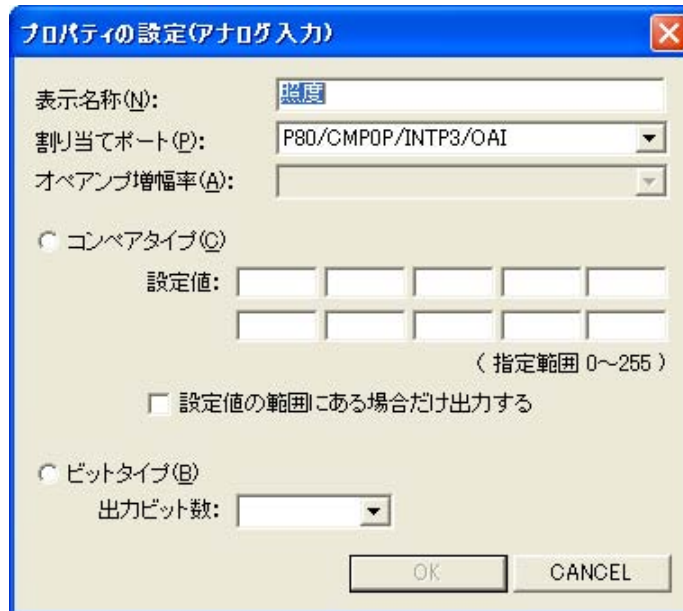 プロパティの設定(アナログ入力)
表示名称(N): 照度
割り当てポート(P): P80/CMP0P/INTP3/OAI
オペアンプ増幅率(A):
コンペアタイプ(C)
設定値:
( 指定範囲 0～255 )
設定値の範囲にある場合だけ出力する
ビットタイプ(B)
出力ビット数:
OK CANCEL